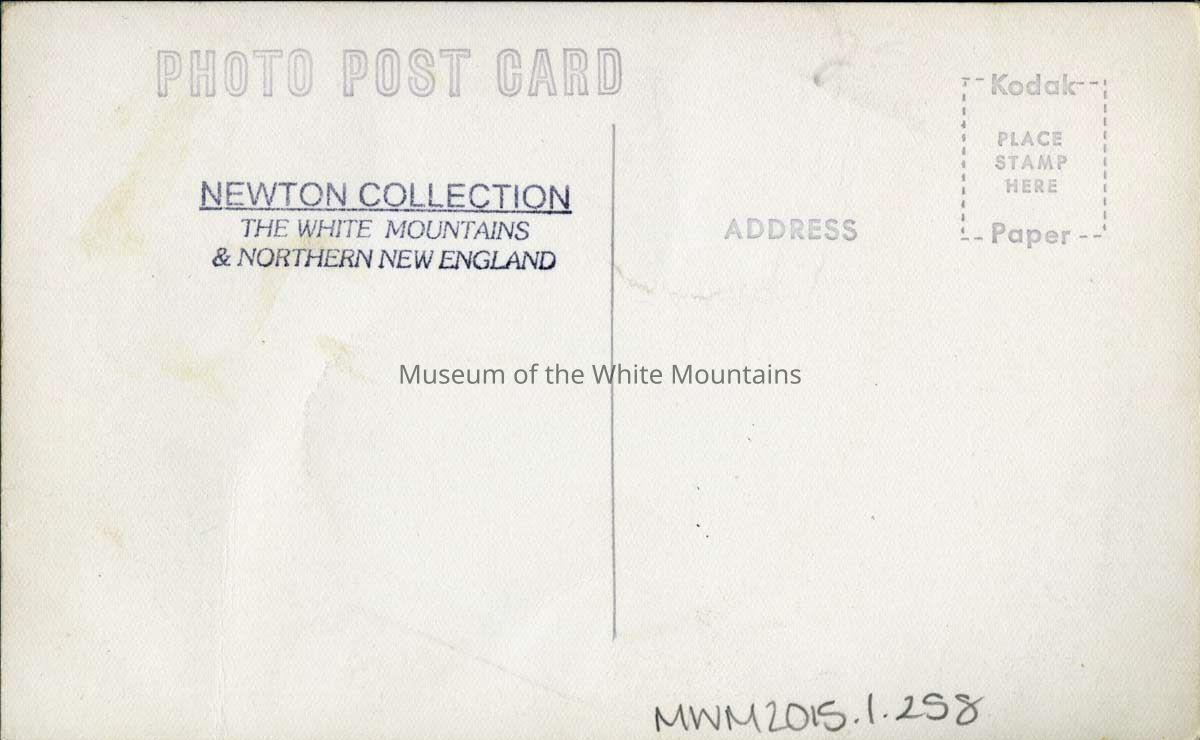 PHOTO POST CARD
NEWTON COLLECTION
THE WHITE MOUNTAINS
& NORTHERN NEW ENGLAND
Kodak
PLACE
STAMP
HERE
Paper
ADDRESS
Museum of the White Mountains
MWM2015.1.258